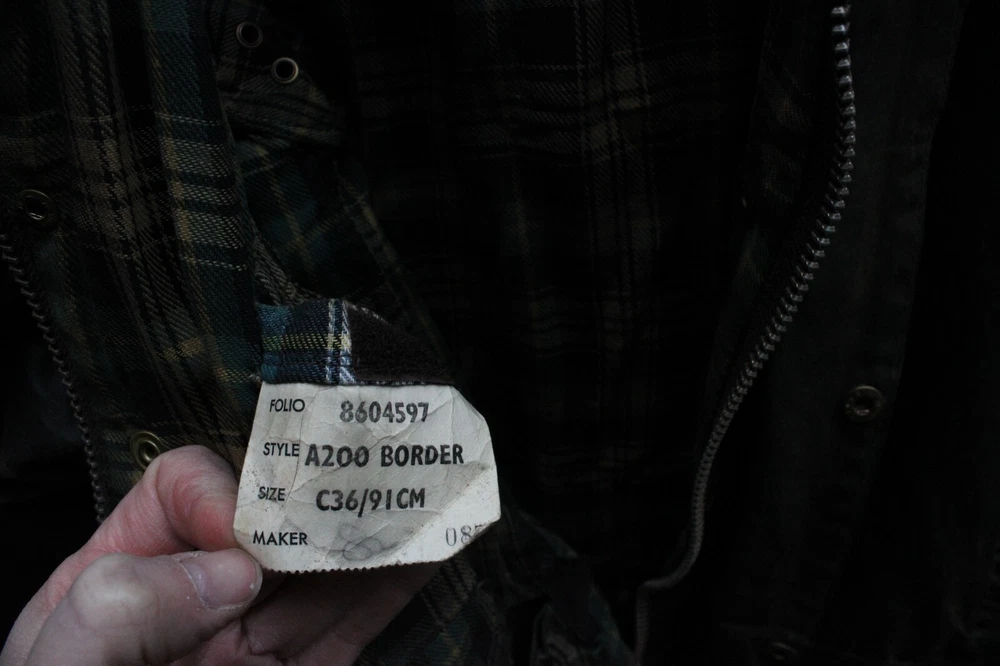 FOLIO 8604597
STYLE A200 BORDER
SIZE C36/91CM
MAKER